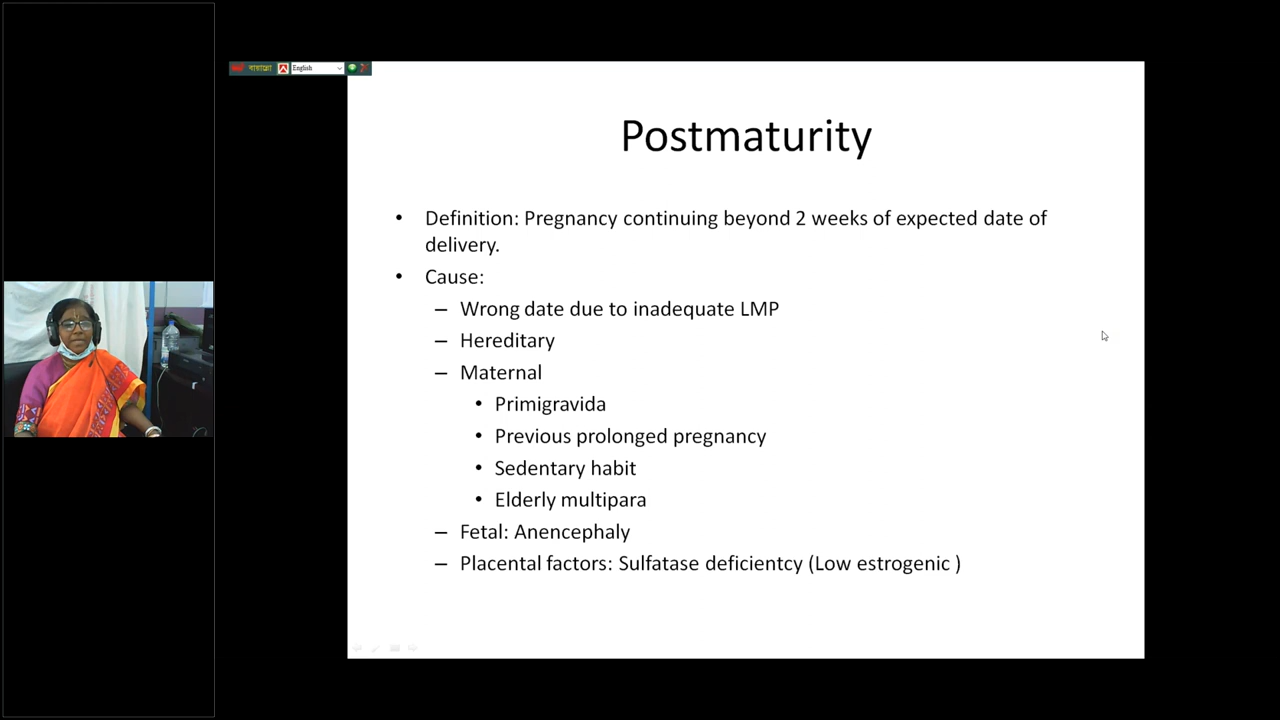 English
Postmaturity
• Definition: Pregnancy continuing beyond 2 weeks of expected date of
delivery.
• Cause:
– Wrong date due to inadequate LMP
– Hereditary
– Maternal
• Primigravida
• Previous prolonged pregnancy
• Sedentary habit
• Elderly multipara
– Fetal: Anencephaly
– Placental factors: Sulfatase deficientcy (Low estrogenic )